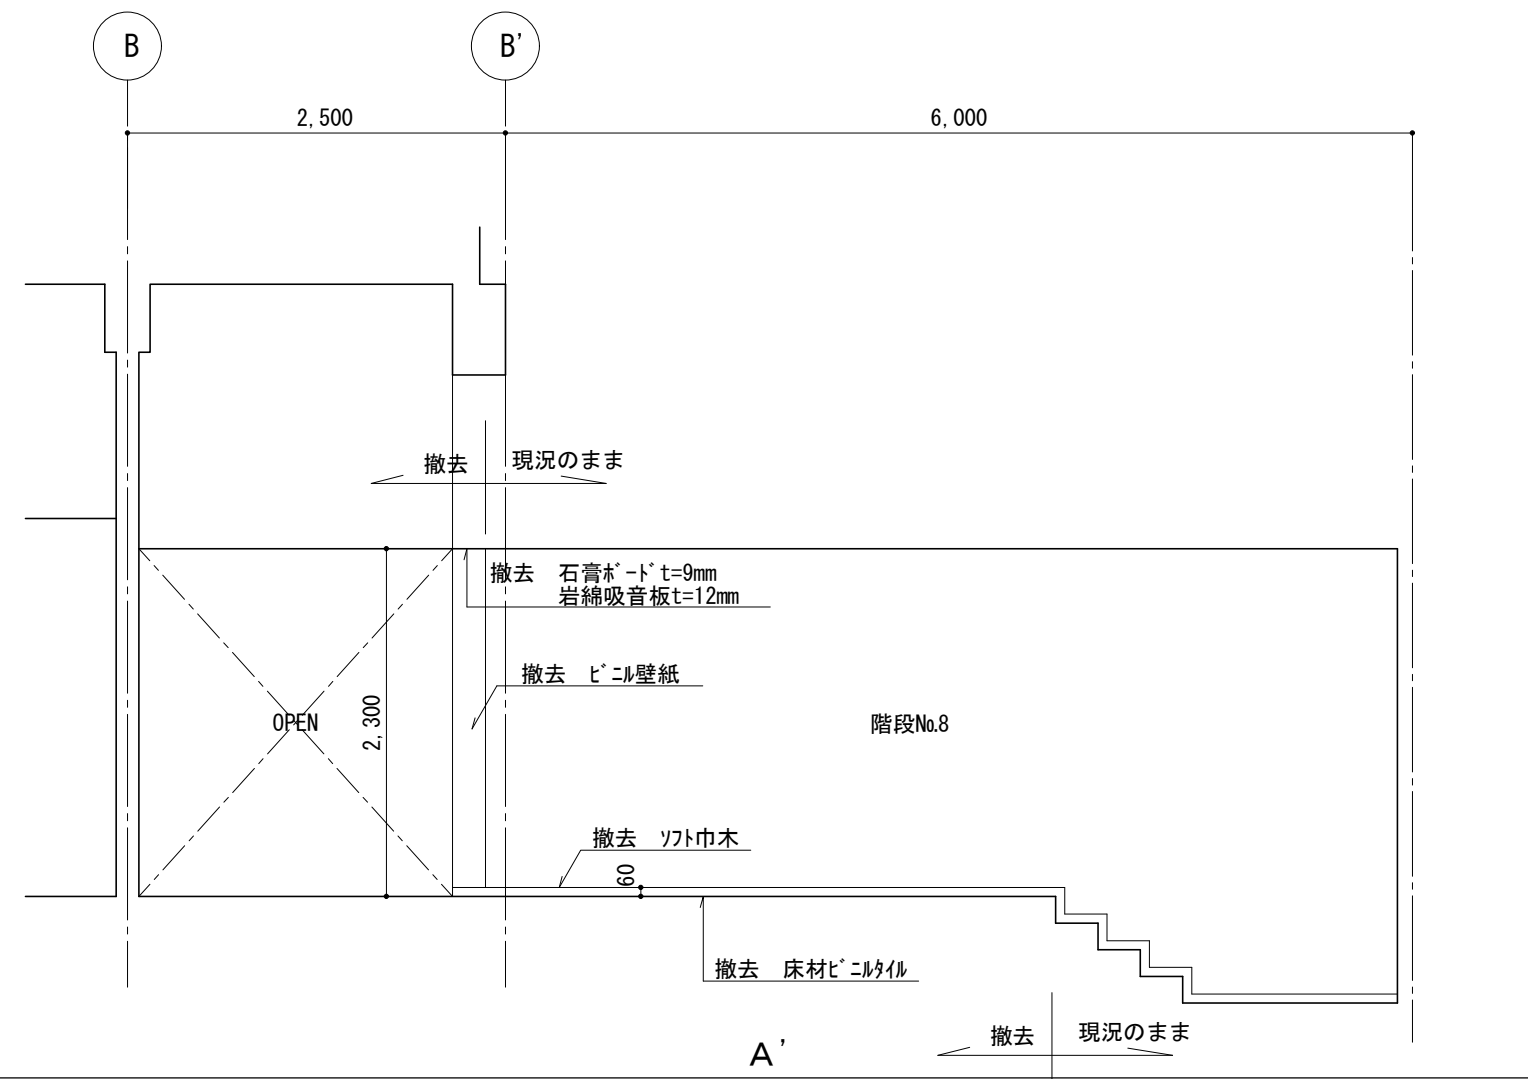 B
B'
2,500
6,000
撤去
現況のまま
撤去 石膏ボードt=9mm
岩綿吸音板t=12mm
撤去 ビニル壁紙
OPEN
2,300
階段No.8
撤去 ソフト巾木
60
撤去 床材ビニルタイル
撤去
現況のまま
A'